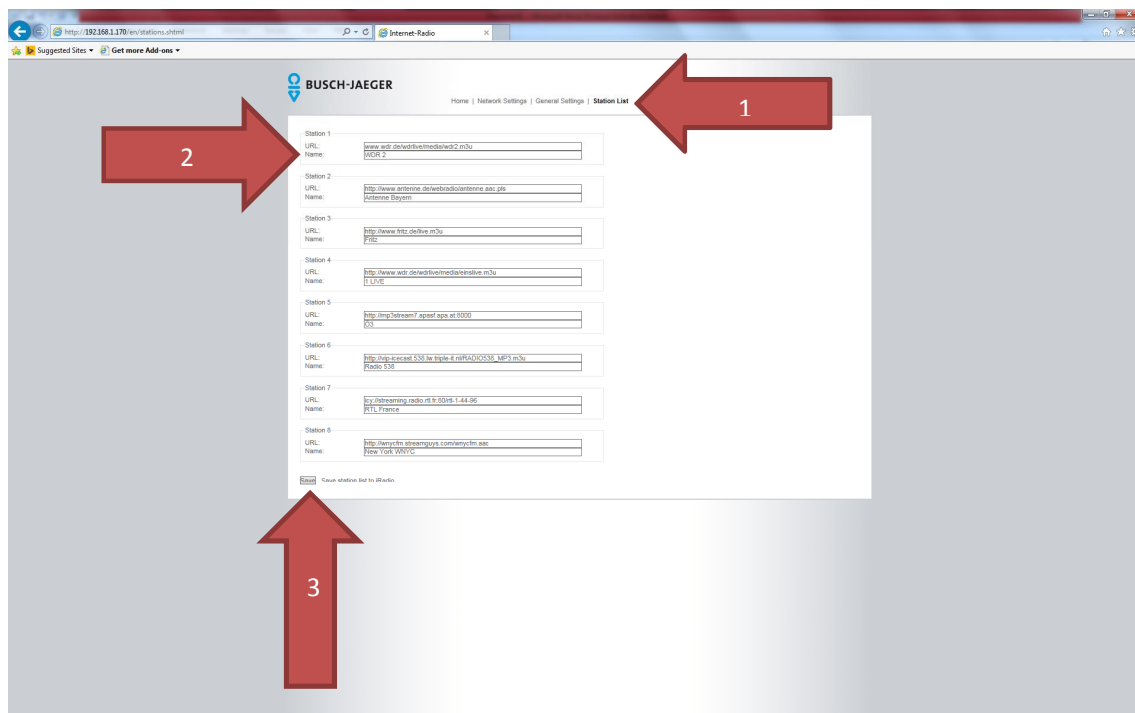 http://192.168.1.170/en/stations.shtml
Internet-Radio
Suggested Sites
Get more Add-ons
BUSCH-JAEGER
Home | Network Settings | General Settings | Station List
1
2
Station 1
URL: www.wdr.de/wdrlive/media/wdr2.m3u
Name: WDR 2
Station 2
URL: http://www.antenne.de/webradio/antenne.aac.pls
Name: Antenne Bayern
Station 3
URL: http://www.fritz.de/live.m3u
Name: Fritz
Station 4
URL: http://www.wdr.de/wdrlive/media/einslive.m3u
Name: 1 LIVE
Station 5
URL: http://mp3stream7.apasf.apa.at:8000
Name: O3
Station 6
URL: http://vip-icecast.538.lw.triple-it.nl/RADIO538_MP3.m3u
Name: Radio 538
Station 7
URL: icy://streaming.radio.rtl.fr:80/rtl-1-44-96
Name: RTL France
Station 8
URL: http://wnycfm.streamguys.com/wnycfm.aac
Name: New York WNYC
Save Save station list to iRadio
3